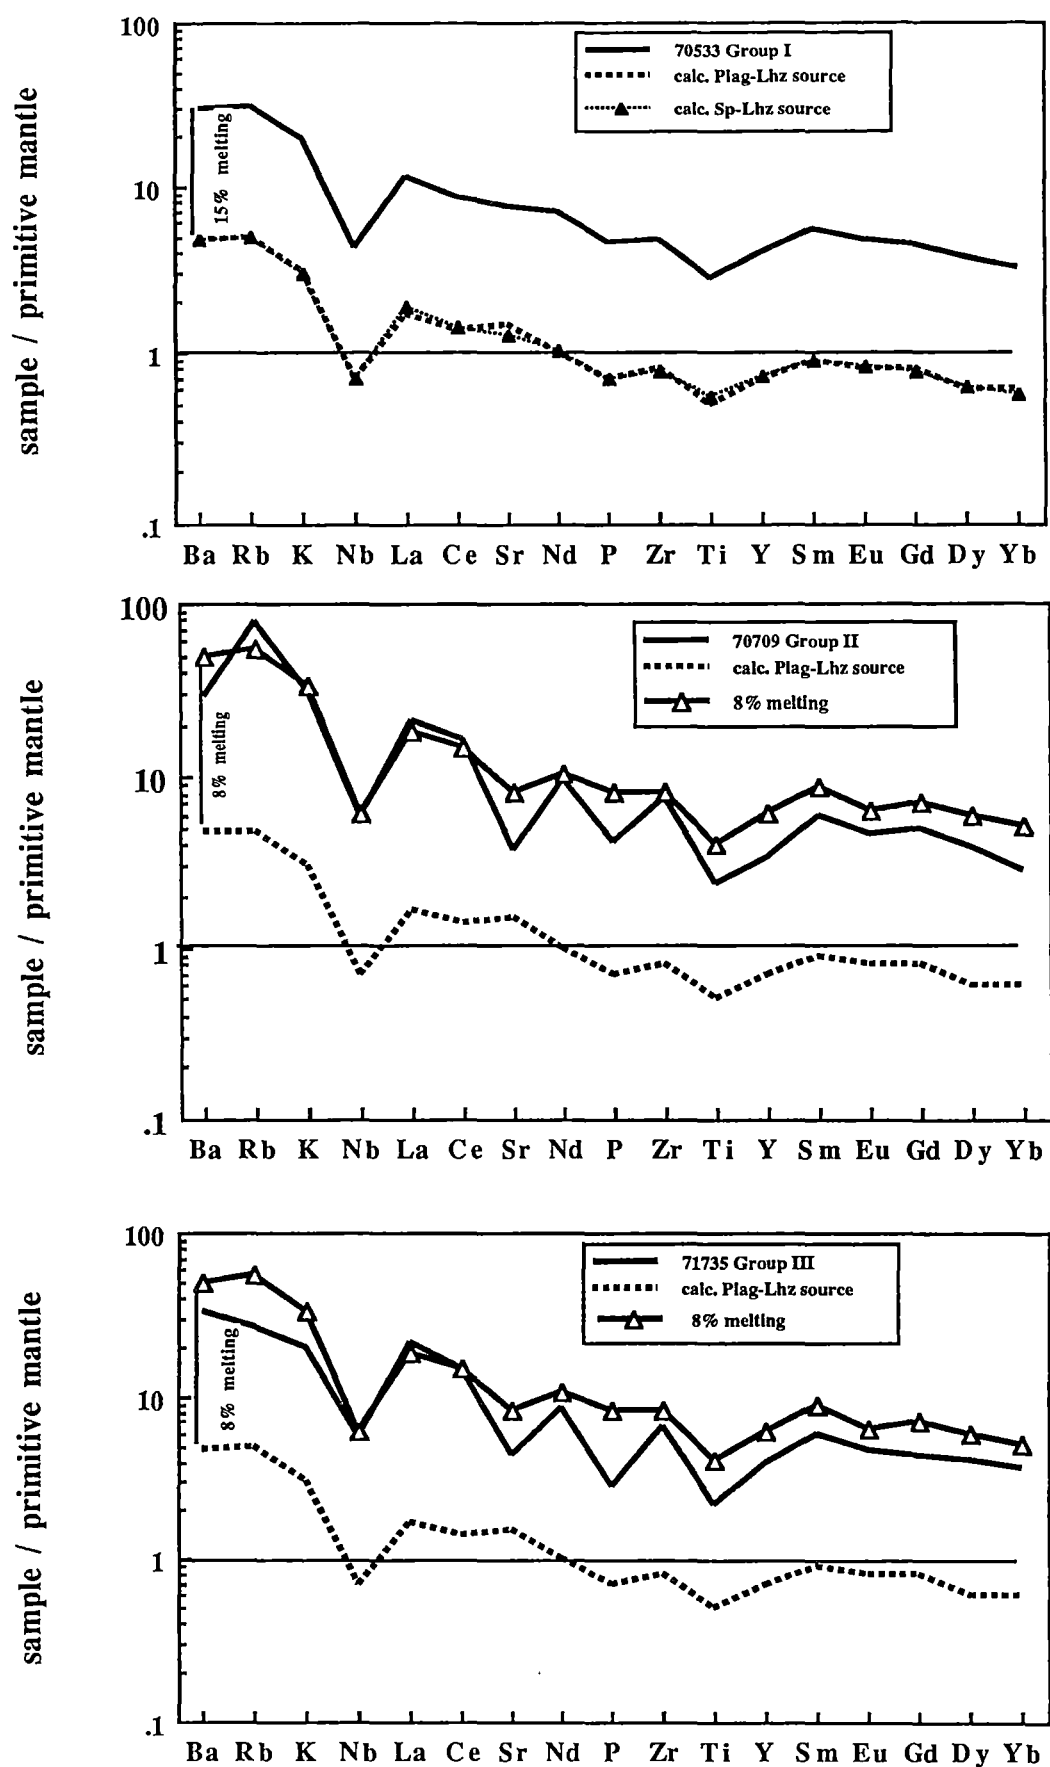 100
10
1
.1
sample / primitive mantle
15% melting
70533 Group I
calc. Plag-Lhz source
calc. Sp-Lhz source
Ba Rb K Nb La Ce Sr Nd P Zr Ti Y Sm Eu Gd Dy Yb
100
10
1
.1
sample / primitive mantle
8% melting
70709 Group II
calc. Plag-Lhz source
8% melting
Ba Rb K Nb La Ce Sr Nd P Zr Ti Y Sm Eu Gd Dy Yb
100
10
1
.1
sample / primitive mantle
8% melting
71735 Group III
calc. Plag-Lhz source
8% melting
Ba Rb K Nb La Ce Sr Nd P Zr Ti Y Sm Eu Gd Dy Yb